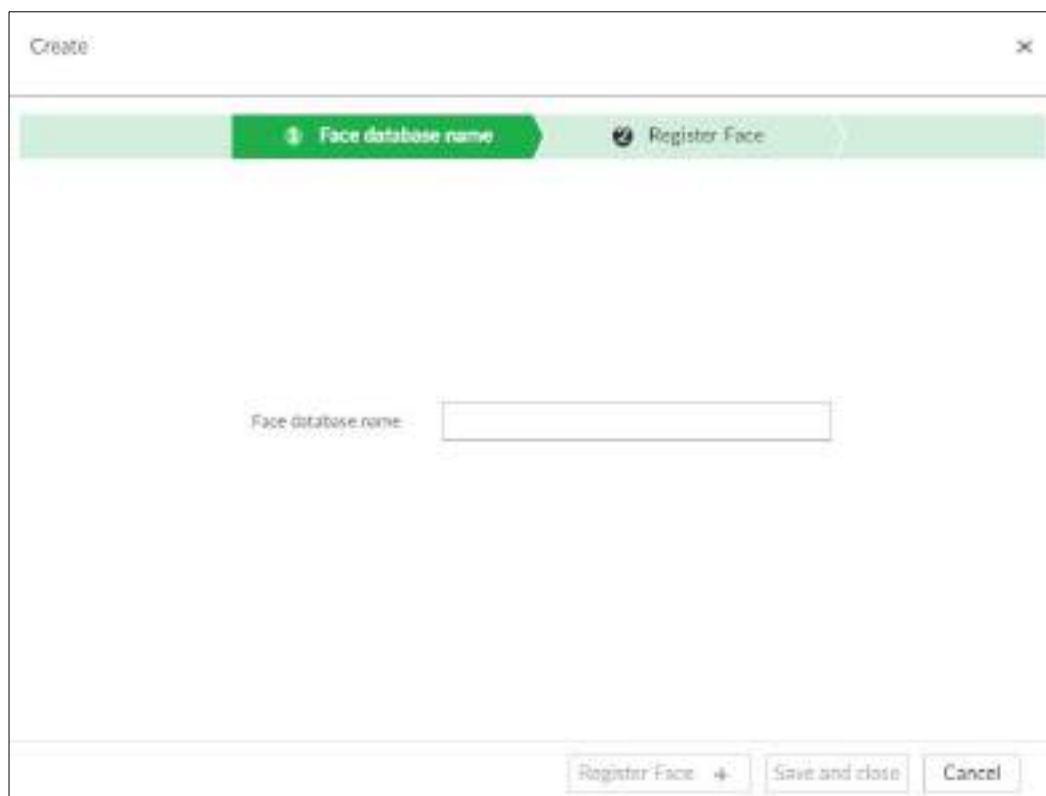 Create ×
1 Face database name 2 Register Face
Face database name
Register Face + Save and close Cancel